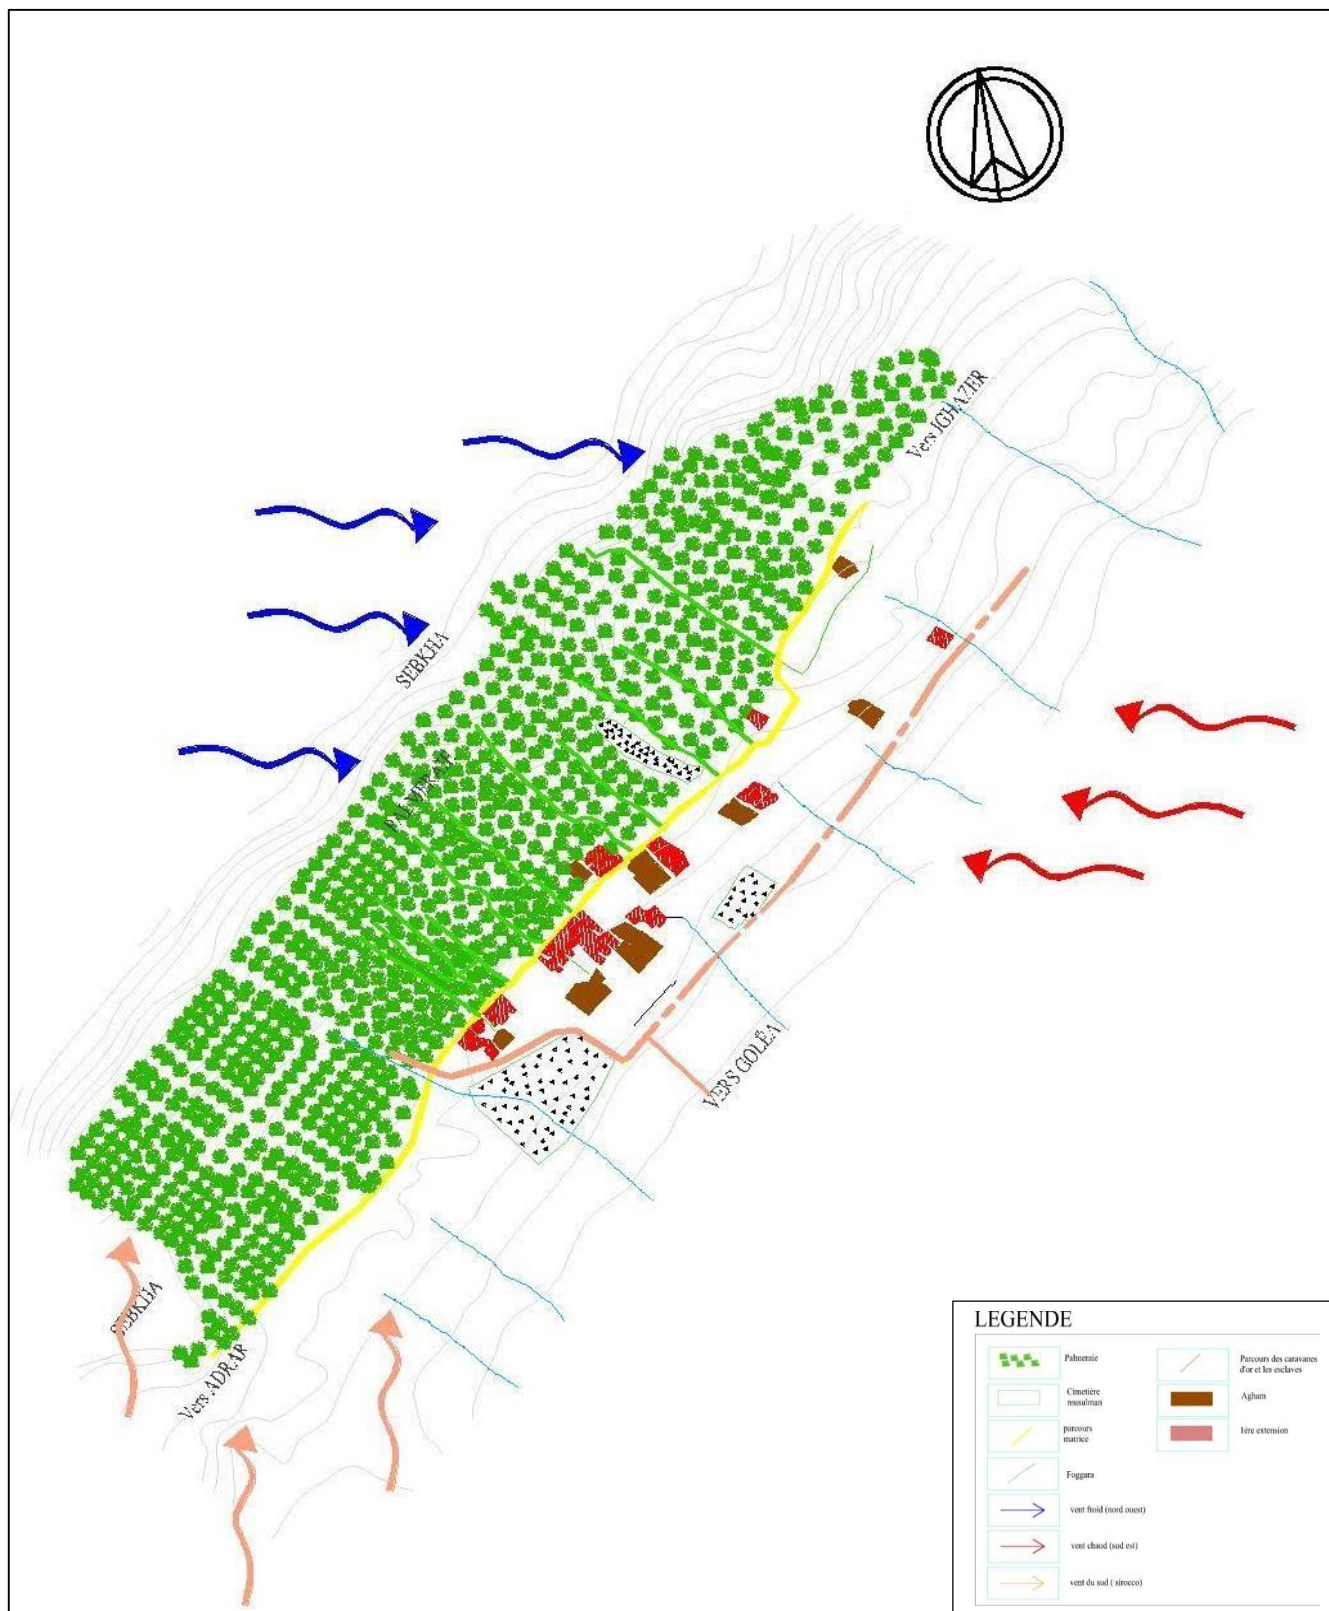 Vers IGHAZER
SEBKHA
PALMERAIE
VERS GOLÉA
SEBKHA
Vers ADRAR
LEGENDE
Palmeraie
Cimetière
musulman
parcours
matrice
Foggara
vent froid (nord ouest)
vent chaud (sud est)
vent du sud ( sirocco)
Parcours des caravanes
d'or et les esclaves
Agham
1ère extension